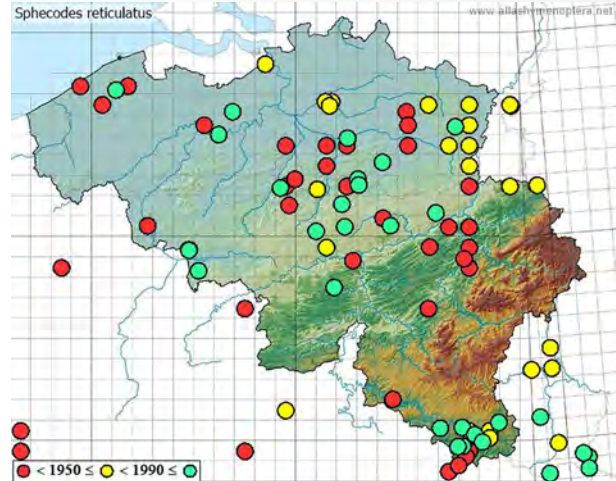 Sphecodes reticulatus
www.atlashymenoptera.net
< 1950 ≤ < 1990 ≤